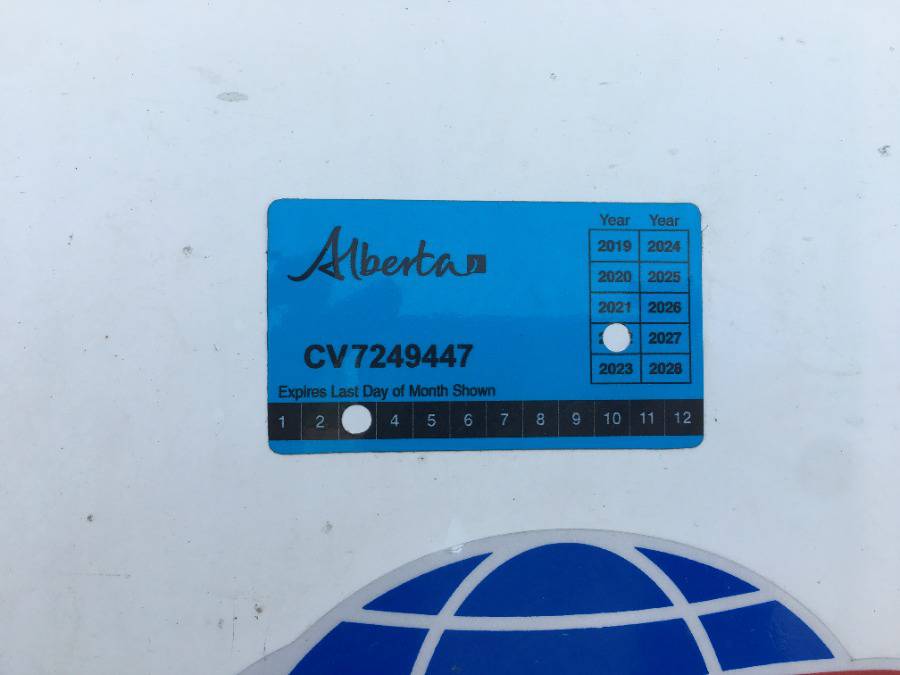 Alberta
Year Year
2019 2024
2020 2025
2021 2026
2027
2023 2028
CV7249447
Expires Last Day of Month Shown
1 2 4 5 6 7 8 9 10 11 12